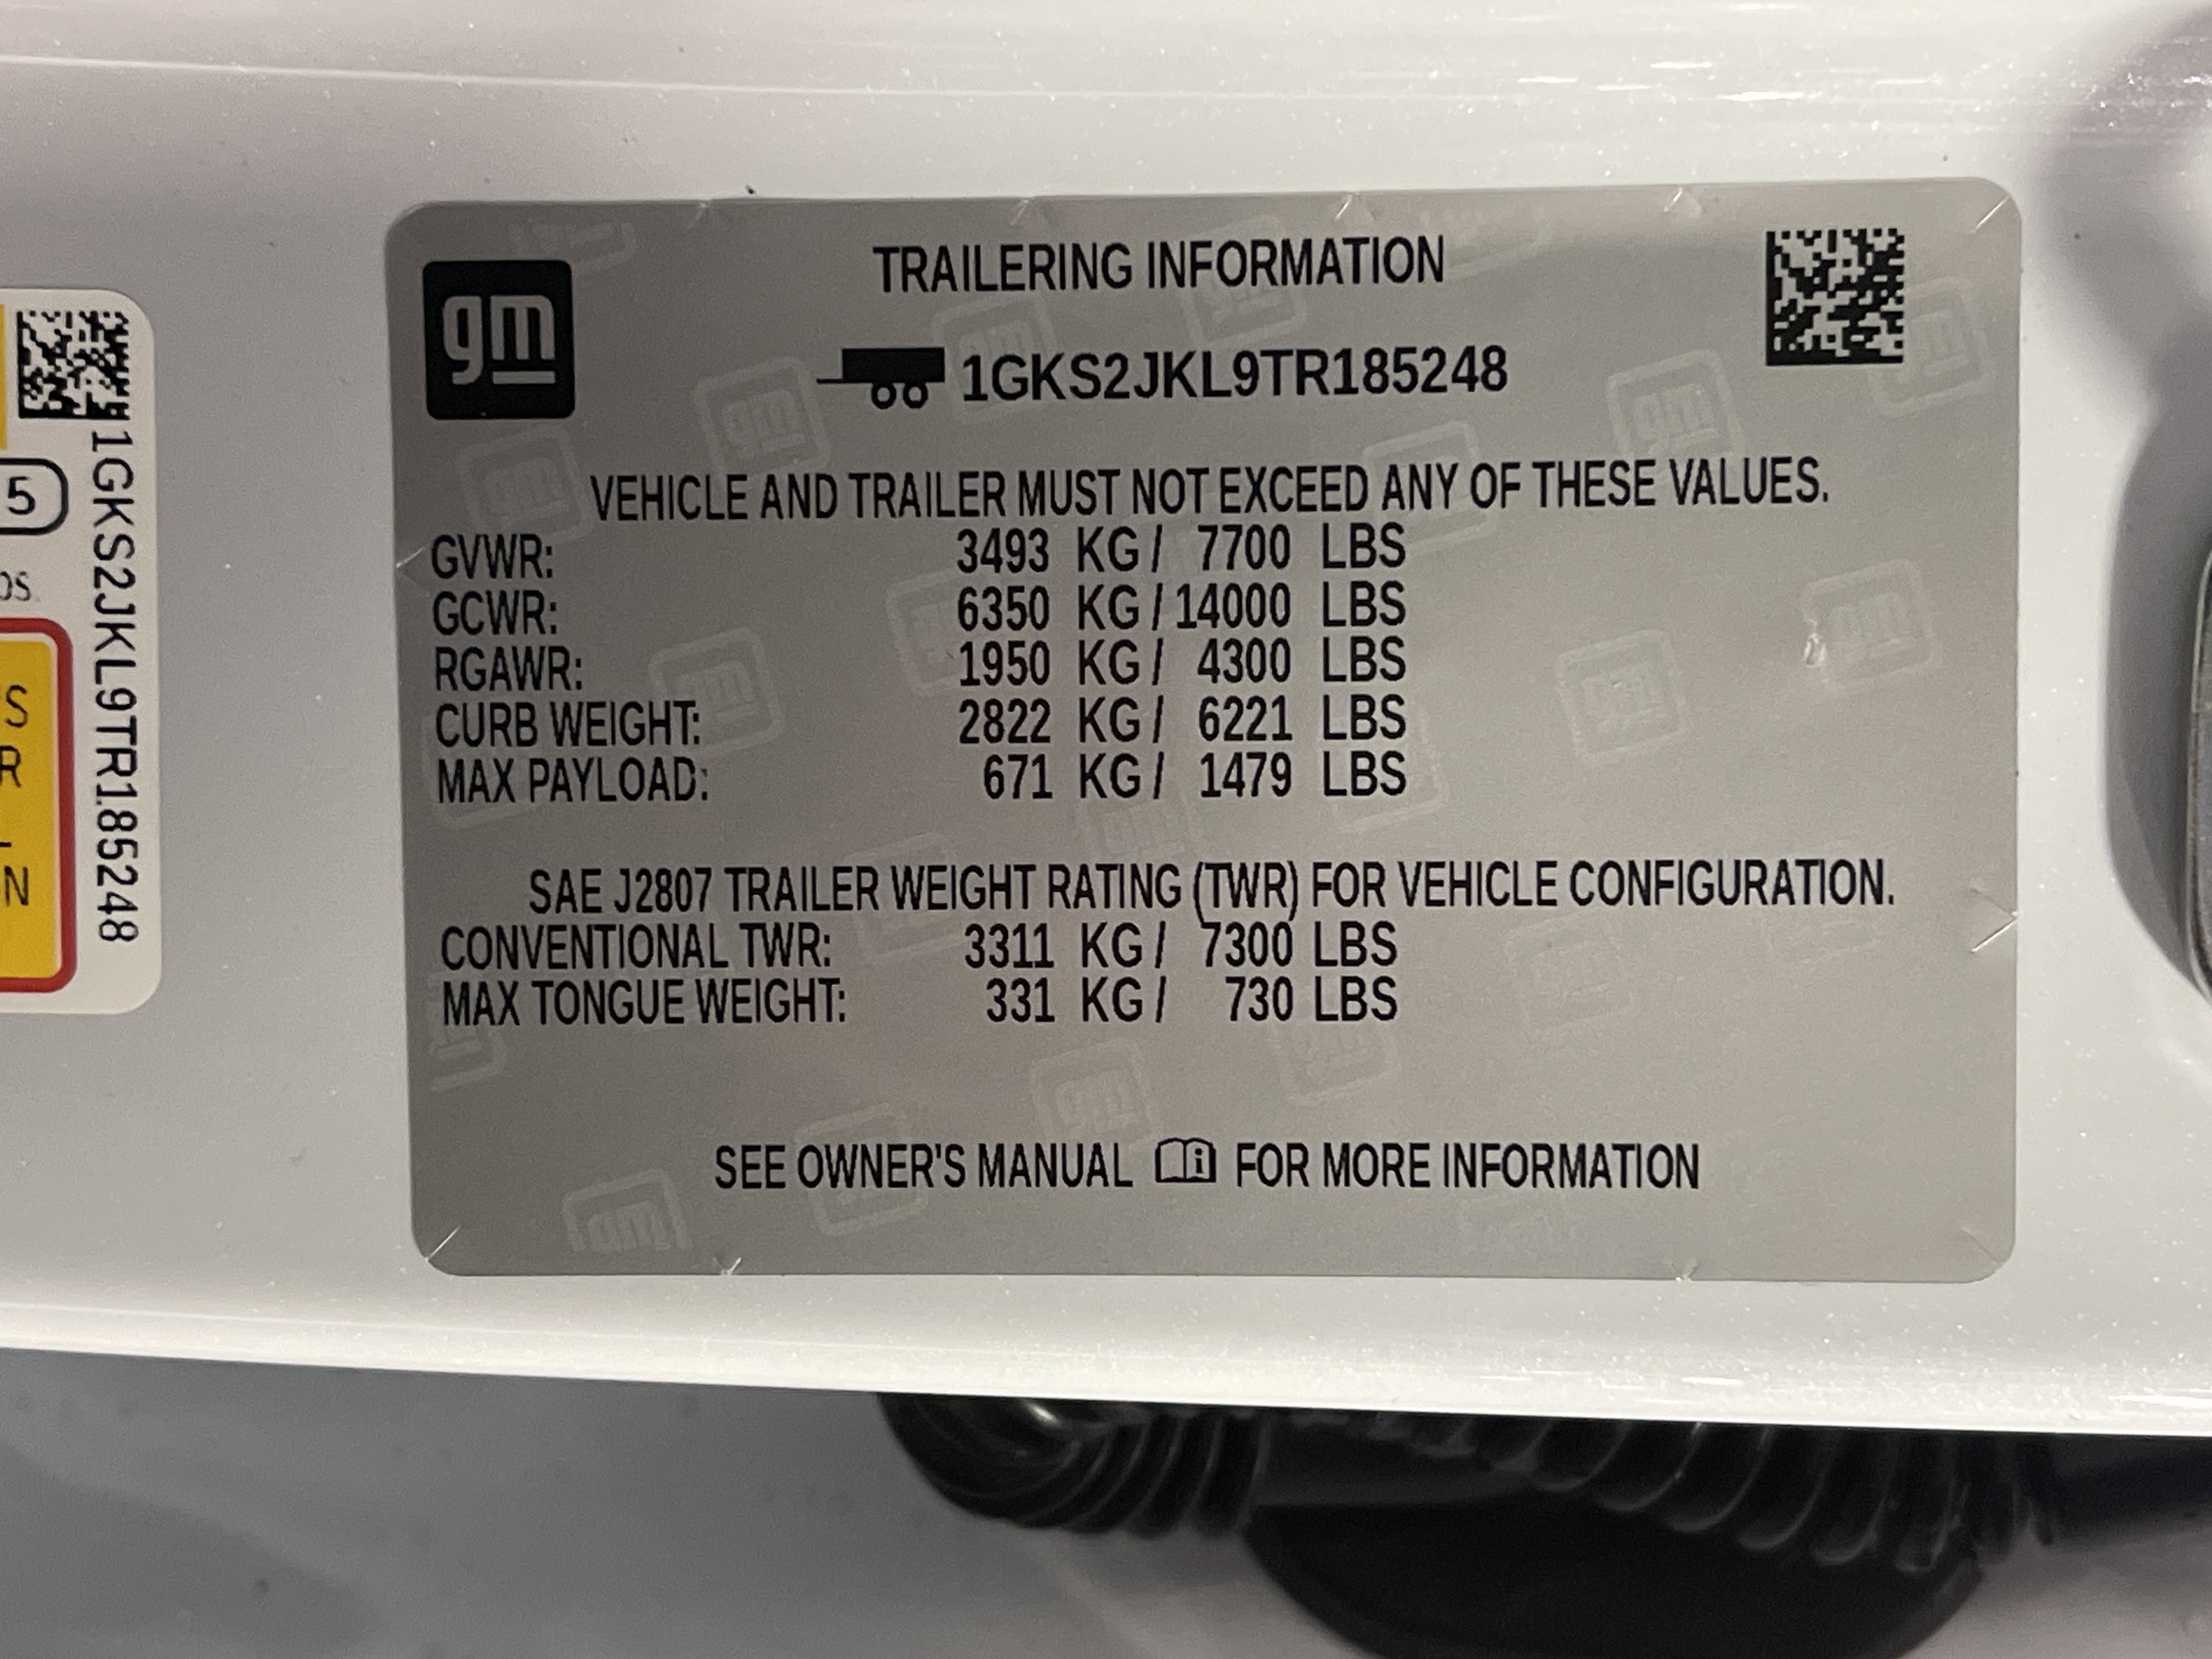 gm
TRAILERING INFORMATION
1GKS2JKL9TR185248
VEHICLE AND TRAILER MUST NOT EXCEED ANY OF THESE VALUES.
GVWR: 3493 KG / 7700 LBS
GCWR: 6350 KG / 14000 LBS
RGAWR: 1950 KG / 4300 LBS
CURB WEIGHT: 2822 KG / 6221 LBS
MAX PAYLOAD: 671 KG / 1479 LBS
SAE J2807 TRAILER WEIGHT RATING (TWR) FOR VEHICLE CONFIGURATION.
CONVENTIONAL TWR: 3311 KG / 7300 LBS
MAX TONGUE WEIGHT: 331 KG / 730 LBS
SEE OWNER'S MANUAL i FOR MORE INFORMATION
1GKS2JKL9TR185248
5
S
R
N